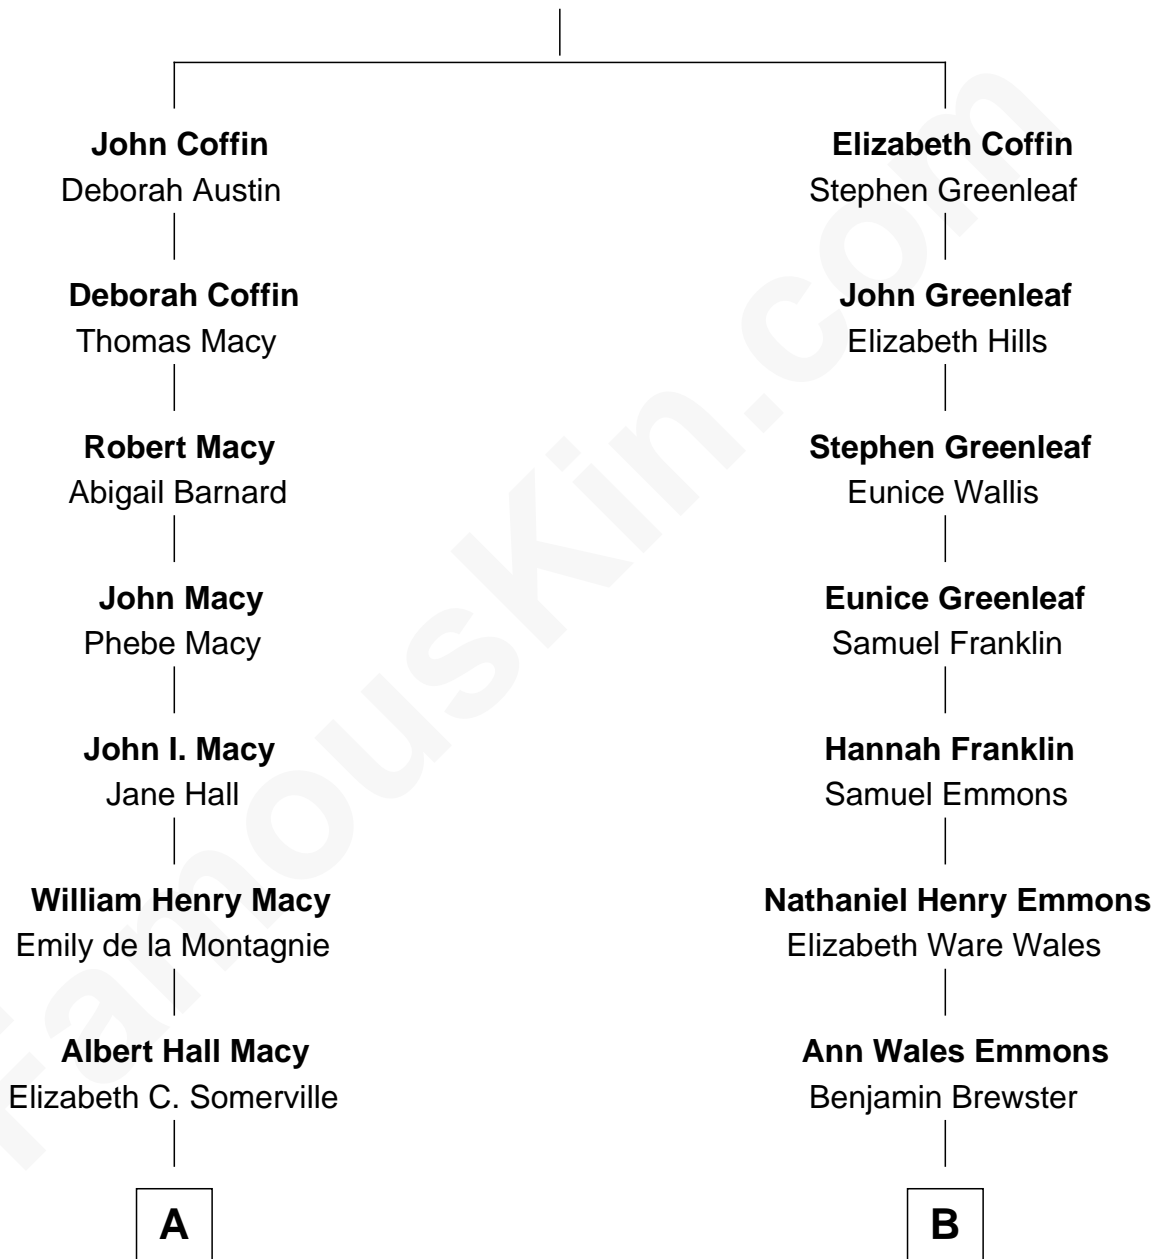 John Coffin
Deborah Austin
Elizabeth Coffin
Stephen Greenleaf
Deborah Coffin
Thomas Macy
John Greenleaf
Elizabeth Hills
Robert Macy
Abigail Barnard
Stephen Greenleaf
Eunice Wallis
John Macy
Phebe Macy
Eunice Greenleaf
Samuel Franklin
John I. Macy
Jane Hall
Hannah Franklin
Samuel Emmons
William Henry Macy
Emily de la Montagnie
Nathaniel Henry Emmons
Elizabeth Ware Wales
Albert Hall Macy
Elizabeth C. Somerville
Ann Wales Emmons
Benjamin Brewster
A
B
FamousKin.com